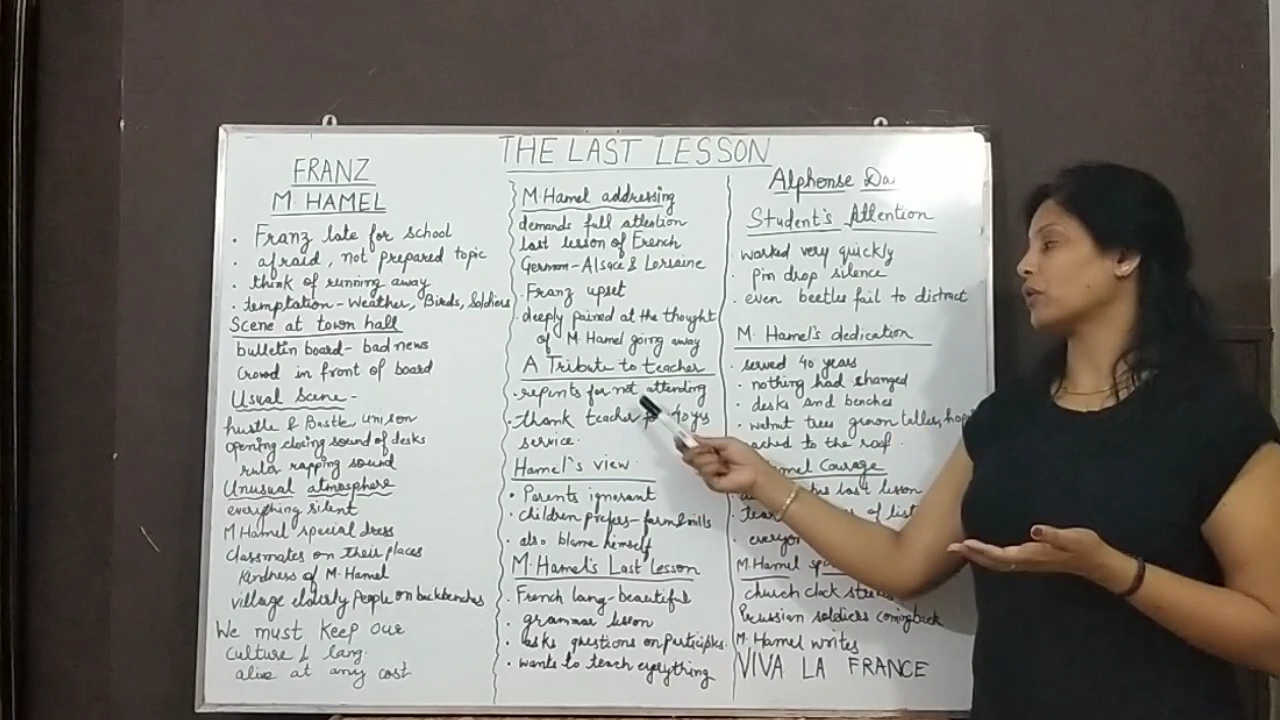 THE LAST LESSON
FRANZ
M. HAMEL
. Franz late for school
. afraid, not prepared topic
. think of running away
. temptation - Weather, Birds, Soldiers
Scene at town hall
bulletin board - bad news
Crowd in front of board
Usual Scene -
hustle & Bustle unison
opening closing sound of desks
ruler rapping sound
Unusual atmosphere
everything silent
M Hamel special dress
classmates on their places
Kindness of M. Hamel
village elderly People on backbenches
We must keep our
culture & lang.
alive at any cost
M. Hamel addressing
demands full attention
last lesson of French
German - Alsace & Lorraine
. Franz upset
. deeply pained at the thought
of M. Hamel going away
A Tribute to teacher
. repents for not attending
. thank teacher 40 yrs
service.
Hamel's view
. Parents ignorant
. children prefers - farm & mills
. also blame himself
M. Hamel's Last lesson
. French lang - beautiful
. grammar lesson
. asks questions on participles.
. wants to teach everything
Alphonse
Student's Attention
worked very quickly
. pin drop silence
. even beetles fail to distract
M. Hamel's dedication
. served 40 years
. nothing had changed
. desks and benches
. walnut trees grown taller,
to the roof.
Courage
last lesson
of
.
M. Hamel
church clock
Prussian soldiers coming back
M. Hamel writes
VIVA LA FRANCE